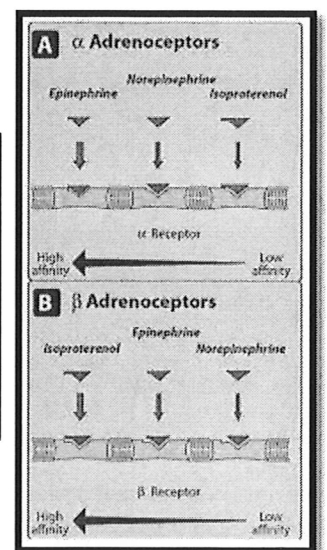 A α Adrenoceptors
Norepinephrine
Epinephrine Isoproterenol
α Receptor
High affinity Low affinity
B β Adrenoceptors
Epinephrine
Isoproterenol Norepinephrine
β Receptor
High affinity Low affinity